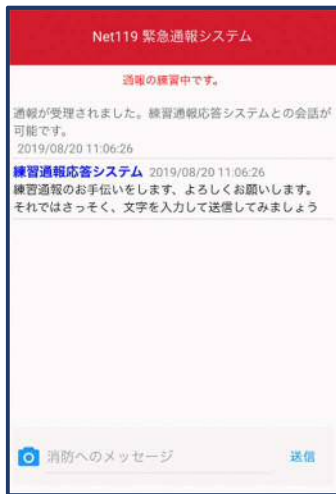 Net119 緊急通報システム
通報の練習中です。
通報が受理されました。練習通報応答システムとの会話が
可能です。
2019/08/20 11:06:26
練習通報応答システム 2019/08/20 11:06:26
練習通報のお手伝いをします、よろしくお願いします。
それではさっそく、文字を入力して送信してみましょう
消防へのメッセージ 送信